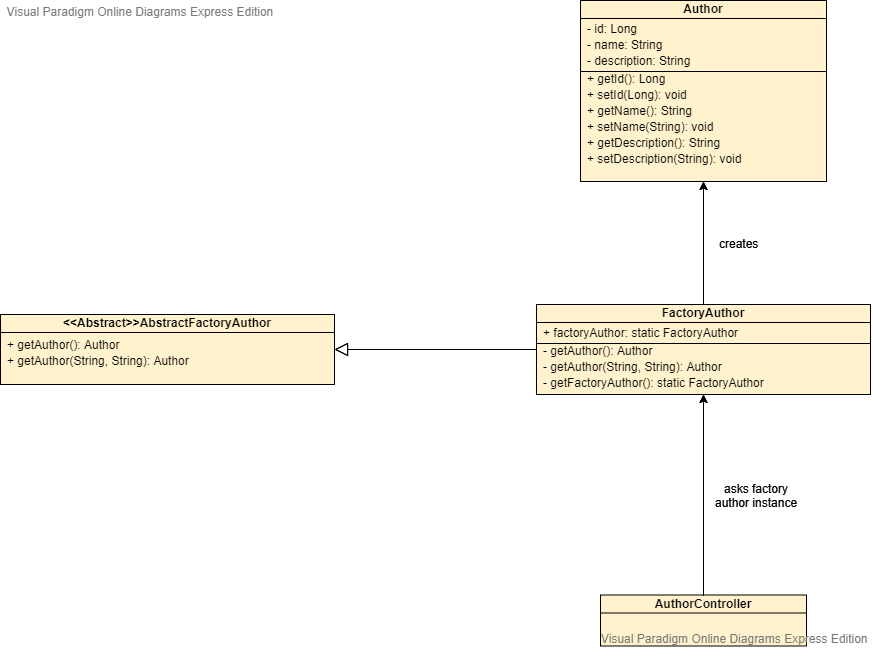 Visual Paradigm Online Diagrams Express Edition
Author
- id: Long
- name: String
- description: String
+ getId(): Long
+ setId(Long): void
+ getName(): String
+ setName(String): void
+ getDescription(): String
+ setDescription(String): void
creates
<<Abstract>>AbstractFactoryAuthor
+ getAuthor(): Author
+ getAuthor(String, String): Author
FactoryAuthor
+ factoryAuthor: static FactoryAuthor
- getAuthor(): Author
- getAuthor(String, String): Author
- getFactoryAuthor(): static FactoryAuthor
asks factory
author instance
AuthorController
Visual Paradigm Online Diagrams Express Edition